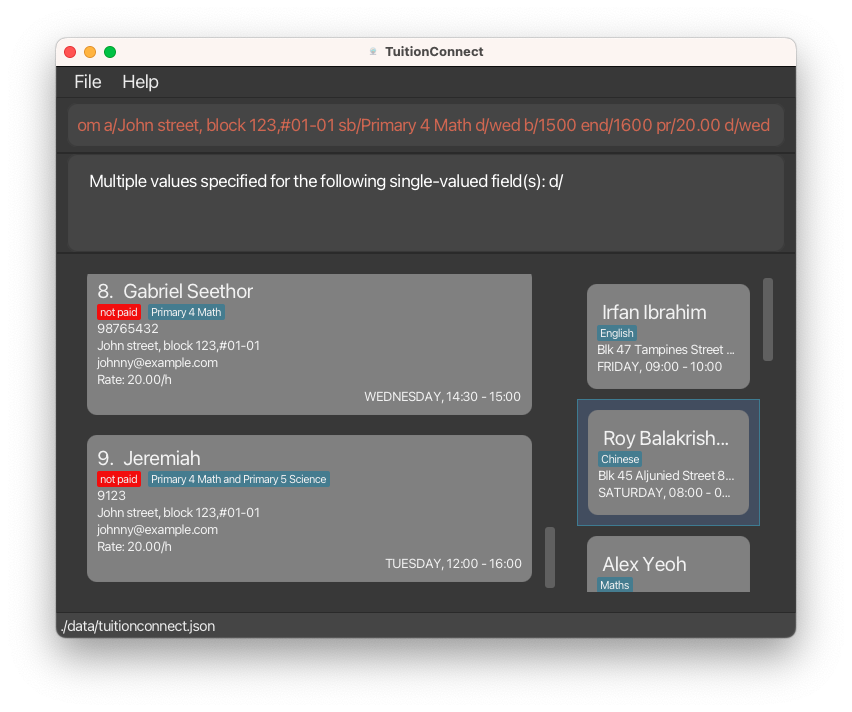 TuitionConnect
File Help
om a/John street, block 123,#01-01 sb/Primary 4 Math d/wed b/1500 end/1600 pr/20.00 d/wed
Multiple values specified for the following single-valued field(s): d/
8. Gabriel Seethor
not paid Primary 4 Math
98765432
John street, block 123,#01-01
johnny@example.com
Rate: 20.00/h
WEDNESDAY, 14:30 - 15:00
9. Jeremiah
not paid Primary 4 Math and Primary 5 Science
9123
John street, block 123,#01-01
johnny@example.com
Rate: 20.00/h
TUESDAY, 12:00 - 16:00
Irfan Ibrahim
English
Blk 47 Tampines Street ...
FRIDAY, 09:00 - 10:00
Roy Balakrish...
Chinese
Blk 45 Aljunied Street 8...
SATURDAY, 08:00 - 0...
Alex Yeoh
Maths
./data/tuitionconnect.json